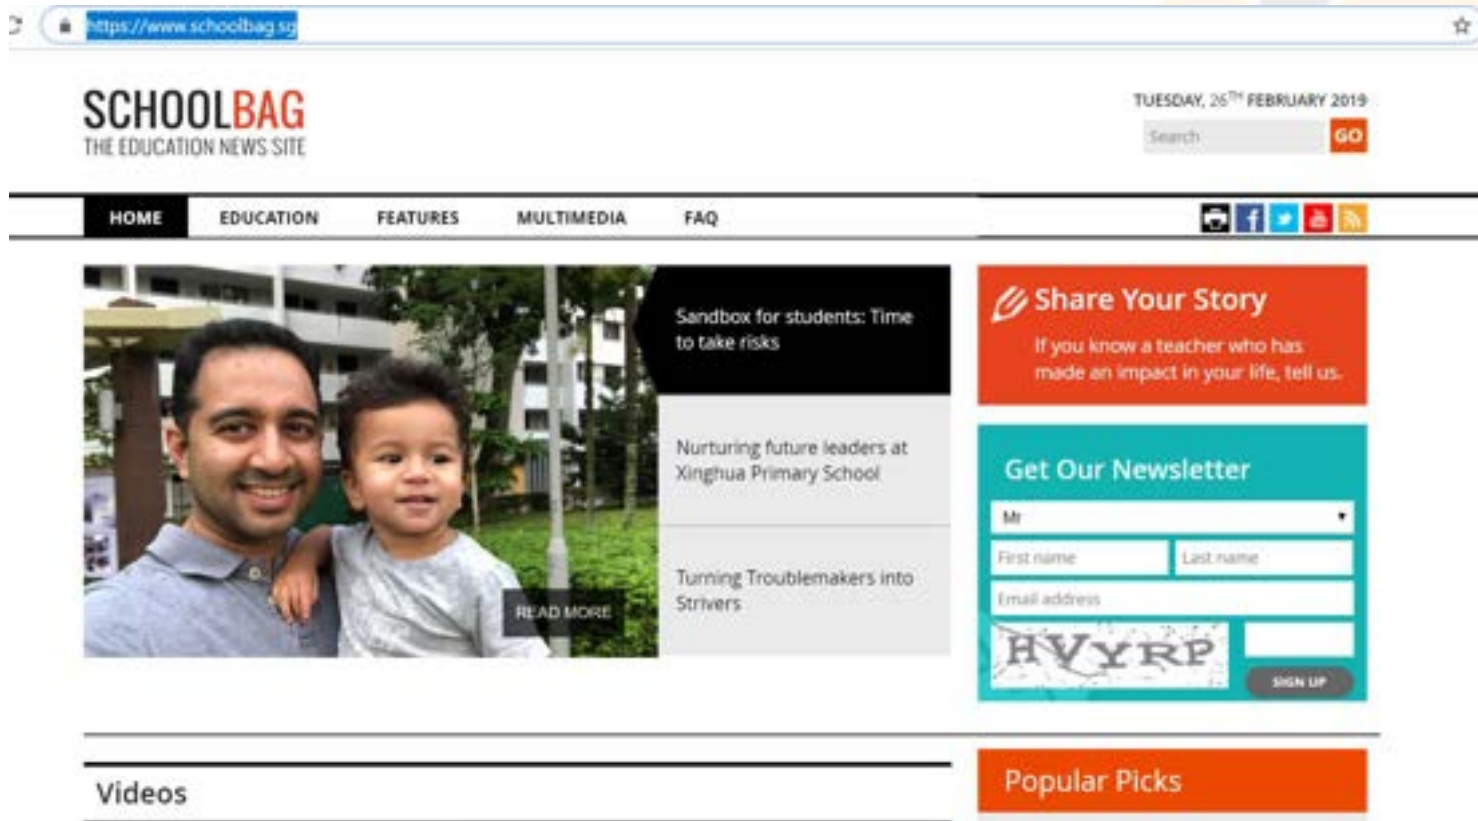 https://www.schoolbag.sg
SCHOOLBAG
THE EDUCATION NEWS SITE
TUESDAY, 26TH FEBRUARY 2019
Search
GO
HOME
EDUCATION
FEATURES
MULTIMEDIA
FAQ
Sandbox for students: Time
to take risks
Nurturing future leaders at
Xinghua Primary School
Turning Troublemakers into
Strivers
READ MORE
Share Your Story
If you know a teacher who has
made an impact in your life, tell us.
Get Our Newsletter
Mr
First name
Last name
Email address
HVYRP
SIGN UP
Videos
Popular Picks